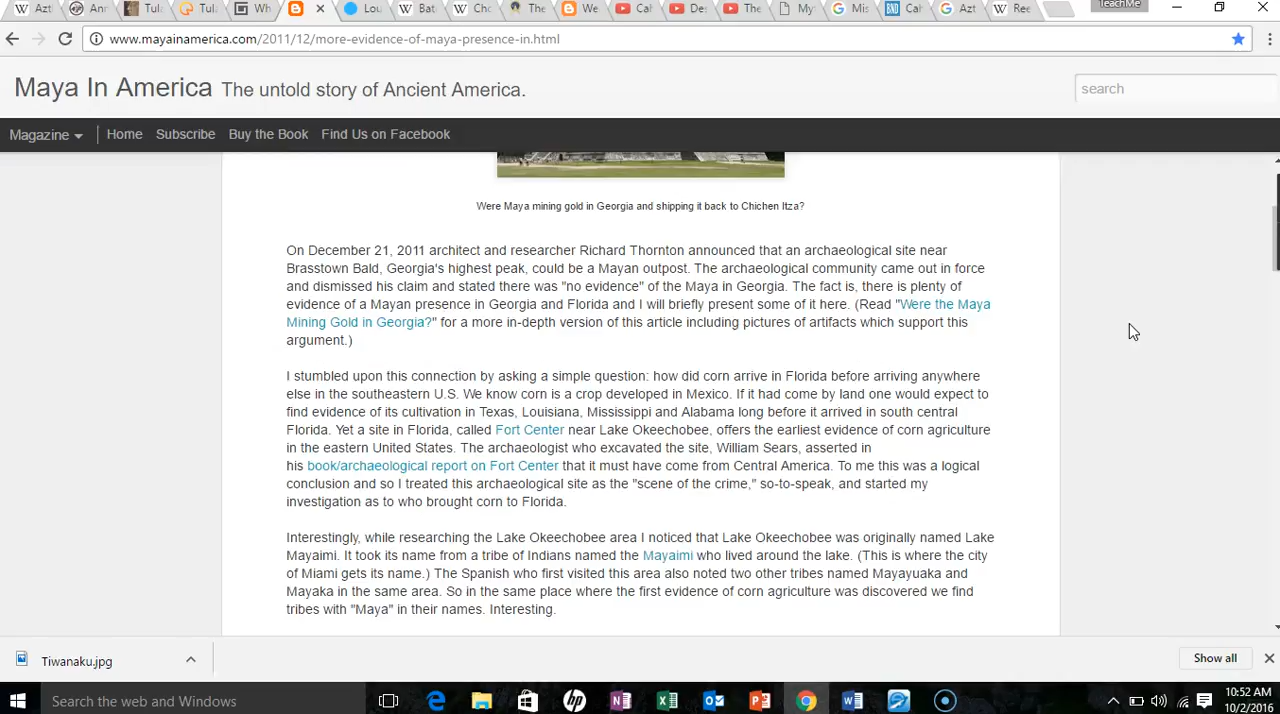 Azt
Ann
Tula
Tula
Wh
Lou
Bat
Cho
The
We
Cah
Des
The
My
Mis
Cah
Azt
Ree
TeachMe
www.mayainamerica.com/2011/12/more-evidence-of-maya-presence-in.html
Maya In America The untold story of Ancient America.
search
Magazine Home Subscribe Buy the Book Find Us on Facebook
Were Maya mining gold in Georgia and shipping it back to Chichen Itza?
On December 21, 2011 architect and researcher Richard Thornton announced that an archaeological site near
Brasstown Bald, Georgia's highest peak, could be a Mayan outpost. The archaeological community came out in force
and dismissed his claim and stated there was "no evidence" of the Maya in Georgia. The fact is, there is plenty of
evidence of a Mayan presence in Georgia and Florida and I will briefly present some of it here. (Read "Were the Maya
Mining Gold in Georgia?" for a more in-depth version of this article including pictures of artifacts which support this
argument.)
I stumbled upon this connection by asking a simple question: how did corn arrive in Florida before arriving anywhere
else in the southeastern U.S. We know corn is a crop developed in Mexico. If it had come by land one would expect to
find evidence of its cultivation in Texas, Louisiana, Mississippi and Alabama long before it arrived in south central
Florida. Yet a site in Florida, called Fort Center near Lake Okeechobee, offers the earliest evidence of corn agriculture
in the eastern United States. The archaeologist who excavated the site, William Sears, asserted in
his book/archaeological report on Fort Center that it must have come from Central America. To me this was a logical
conclusion and so I treated this archaeological site as the "scene of the crime," so-to-speak, and started my
investigation as to who brought corn to Florida.
Interestingly, while researching the Lake Okeechobee area I noticed that Lake Okeechobee was originally named Lake
Mayaimi. It took its name from a tribe of Indians named the Mayaimi who lived around the lake. (This is where the city
of Miami gets its name.) The Spanish who first visited this area also noted two other tribes named Mayayuaka and
Mayaka in the same area. So in the same place where the first evidence of corn agriculture was discovered we find
tribes with "Maya" in their names. Interesting.
Tiwanaku.jpg
Show all
Search the web and Windows
10:52 AM
10/2/2016